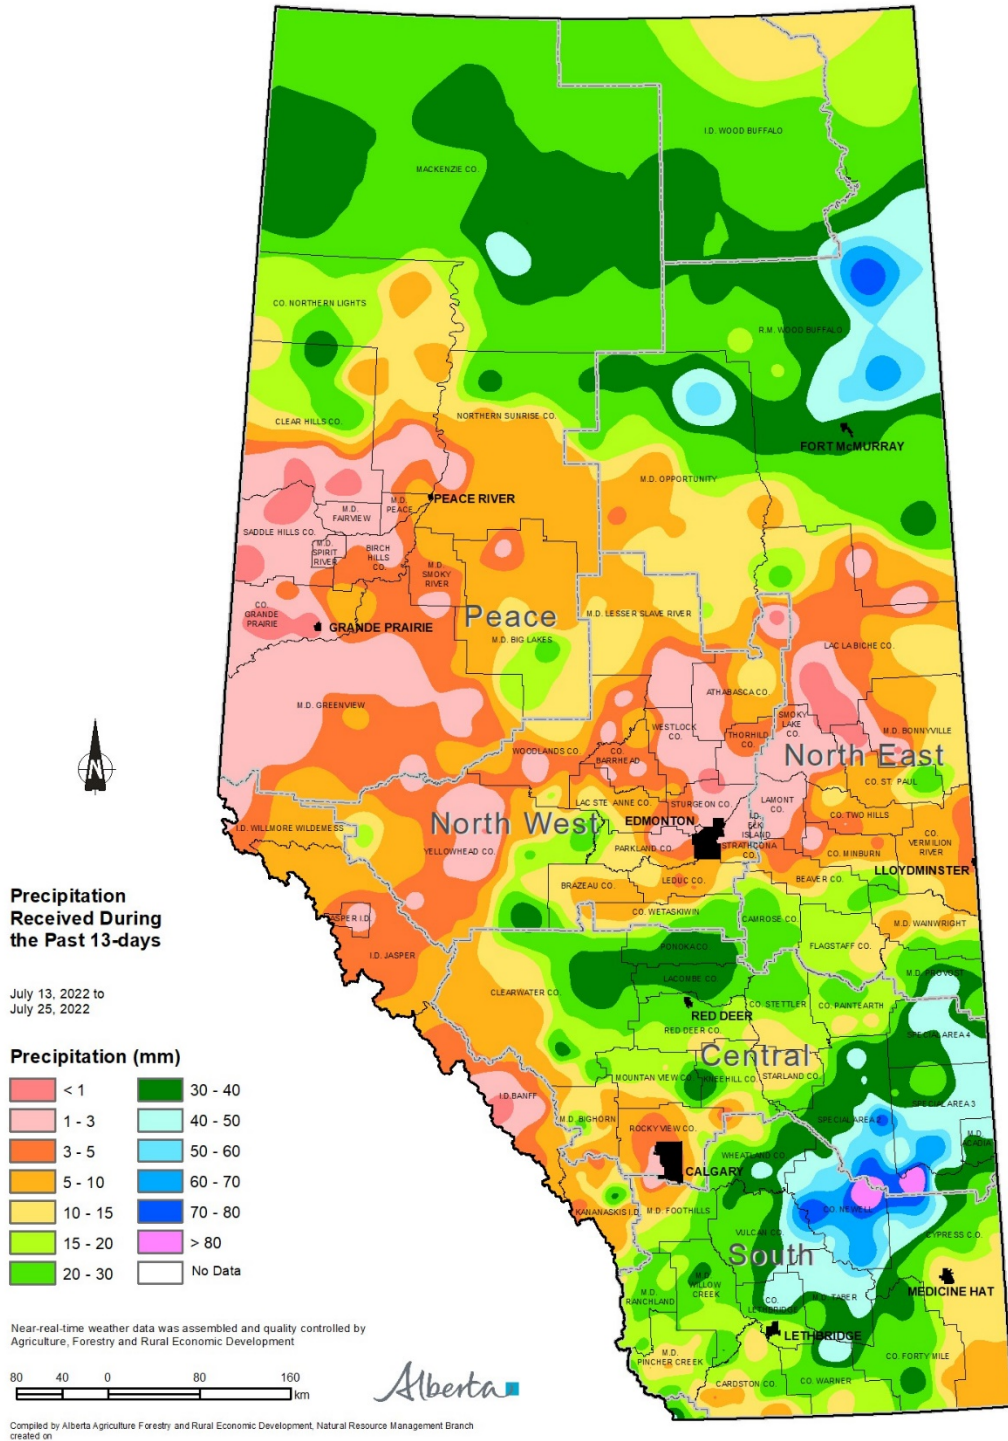 I.D. WOOD BUFFALO
MACKENZIE CO.
CO. NORTHERN LIGHTS
R.M. WOOD BUFFALO
CLEAR HILLS CO.
NORTHERN SUNRISE CO.
FORT McMURRAY
M.D. OPPORTUNITY
PEACE RIVER
M.D.
PEACE
M.D.
FAIRVIEW
SADDLE HILLS CO.
M.D.
SPIRIT
RIVER
BIRCH
HILLS
CO.
M.D.
SMOKY
RIVER
CO.
GRANDE
PRAIRIE
GRANDE PRAIRIE
Peace
M.D. LESSER SLAVE RIVER
M.D. BIG LAKES
LAC LA BICHE CO.
M.D. GREENVIEW
ATHABASCA CO.
WESTLOCK
CO.
SMOKY
LAKE
CO.
THORHILD
CO.
M.D. BONNYVILLE
WOODLANDS CO.
CO.
BARRHEAD
North East
CO. ST. PAUL
LAC STE. ANNE CO.
STURGEON CO.
LAMONT
CO.
I.D. WILLMORE WILDERNESS
North West
EDMONTON
I.D.
ELK
ISLAND
CO. TWO HILLS
YELLOWHEAD CO.
PARKLAND CO.
STRATHCONA
CO.
CO. MINBURN
CO.
VERMILION
RIVER
LLOYDMINSTER
BRAZEAU CO.
LEDUC CO.
BEAVER CO.
CO. WETASKIWIN
CAMROSE CO.
M.D. WAINWRIGHT
JASPER I.D.
FLAGSTAFF CO.
I.D. JASPER
PONOKA CO.
LACOMBE CO.
M.D. PROVOST
CLEARWATER CO.
CO. STETTLER
CO. PAINTEARTH
RED DEER
RED DEER CO.
SPECIAL AREA 4
Central
MOUNTAIN VIEW CO.
KNEEHILL CO.
STARLAND CO.
I.D. BANFF
M.D. BIGHORN
ROCKY VIEW CO.
SPECIAL AREA 2
SPECIAL AREA 3
M.D.
ACADIA
WHEATLAND CO.
CALGARY
KANANASKIS I.D.
M.D. FOOTHILLS
CO. NEWELL
VULCAN CO.
CYPRESS CO.
South
M.D.
WILLOW
CREEK
M.D.
RANCHLAND
CO.
LETHBRIDGE
M.D. TABER
MEDICINE HAT
LETHBRIDGE
M.D.
PINCHER CREEK
CO. FORTY MILE
CARDSTON CO.
CO. WARNER
N
Precipitation
Received During
the Past 13-days
July 13, 2022 to
July 25, 2022
Precipitation (mm)
< 1
30 - 40
1 - 3
40 - 50
3 - 5
50 - 60
5 - 10
60 - 70
10 - 15
70 - 80
15 - 20
> 80
20 - 30
No Data
Near-real-time weather data was assembled and quality controlled by
Agriculture, Forestry and Rural Economic Development
80 40 0 80 160
km
Alberta
Compiled by Alberta Agriculture Forestry and Rural Economic Development, Natural Resource Management Branch
created on